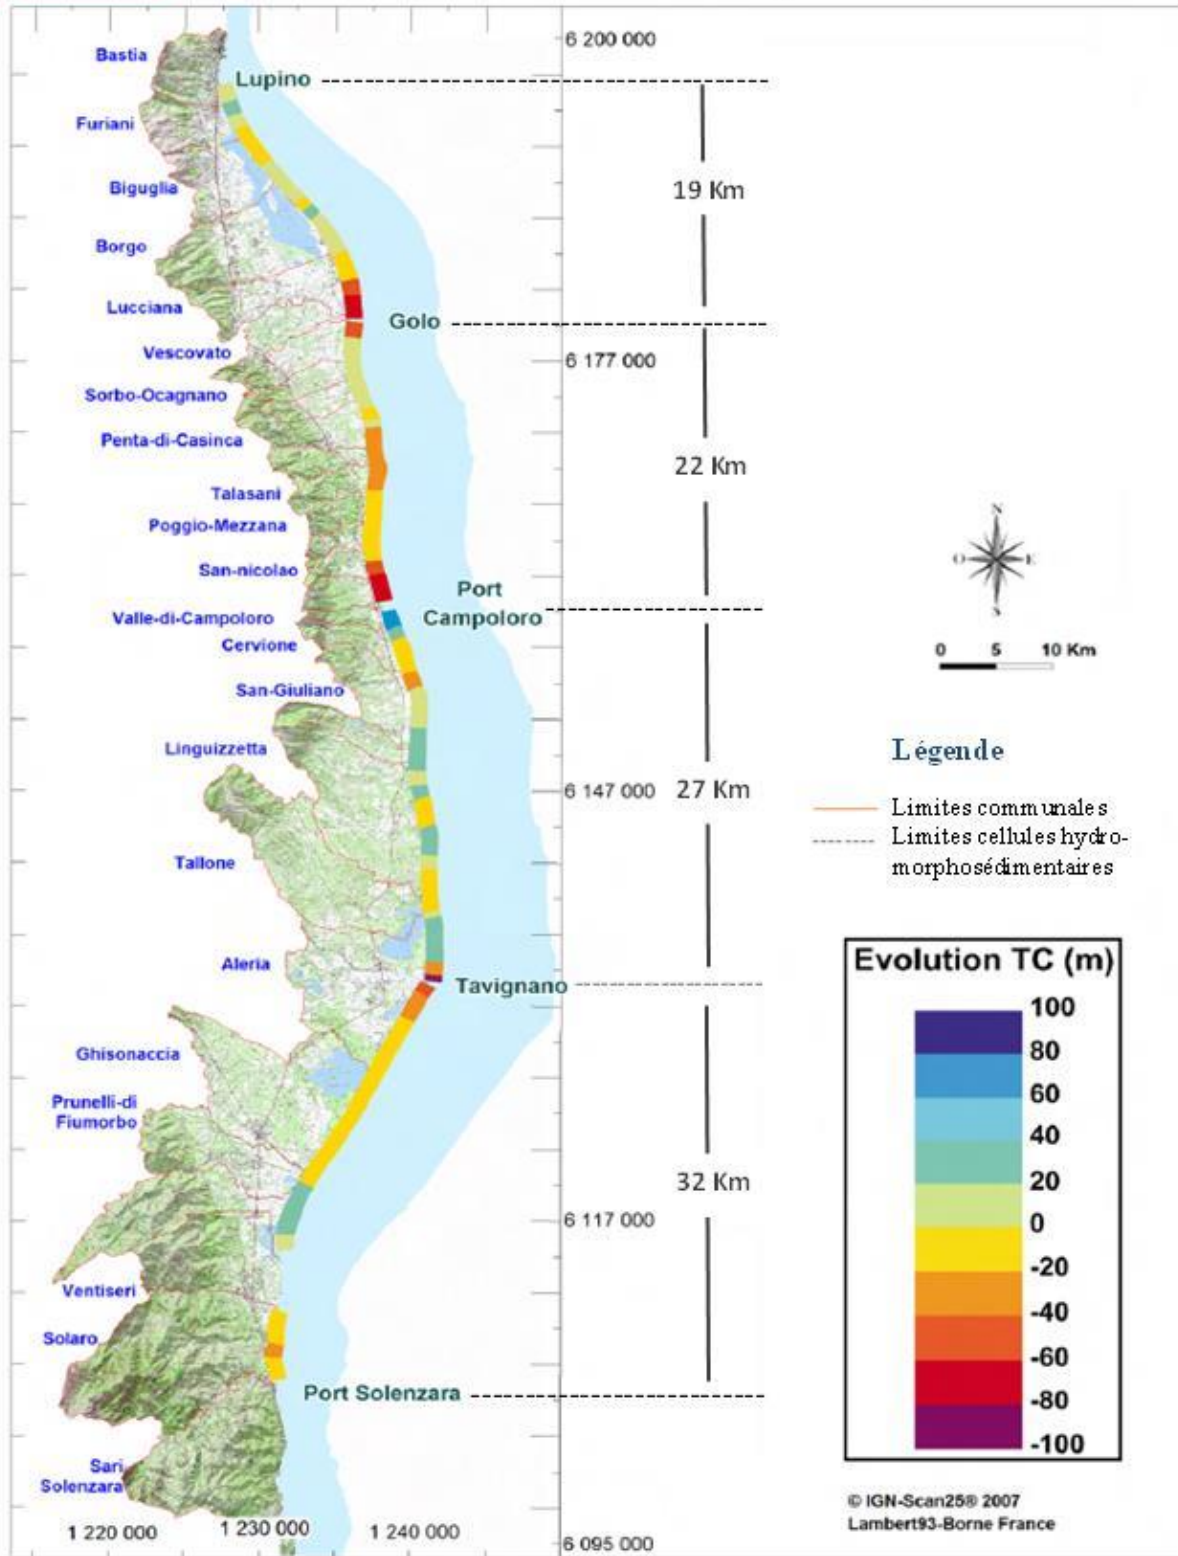 6 200 000
Bastia
Lupino
Furiani
Biguglia
19 Km
Borgo
Lucciana
Golo
Vescovato
6 177 000
Sorbo-Ocagnano
Penta-di-Casinca
22 Km
Talasani
Poggio-Mezzana
San-nicolao
Port
Campoloro
Valle-di-Campoloro
Cervione
San-Giuliano
Linguizzetta
6 147 000
27 Km
Tallone
Aleria
Tavignano
Ghisonaccia
Prunelli-di
Fiumorbo
32 Km
6 117 000
Ventiseri
Solaro
Port Solenzara
Sari
Solenzara
1 220 000
1 230 000
1 240 000
6 095 000
N
O
E
S
0 5 10 Km
Légende
Limites communales
Limites cellules hydro-
morphosédimentaires
Evolution TC (m)
100
80
60
40
20
0
-20
-40
-60
-80
-100
© IGN-Scan25® 2007
Lambert93-Borne France